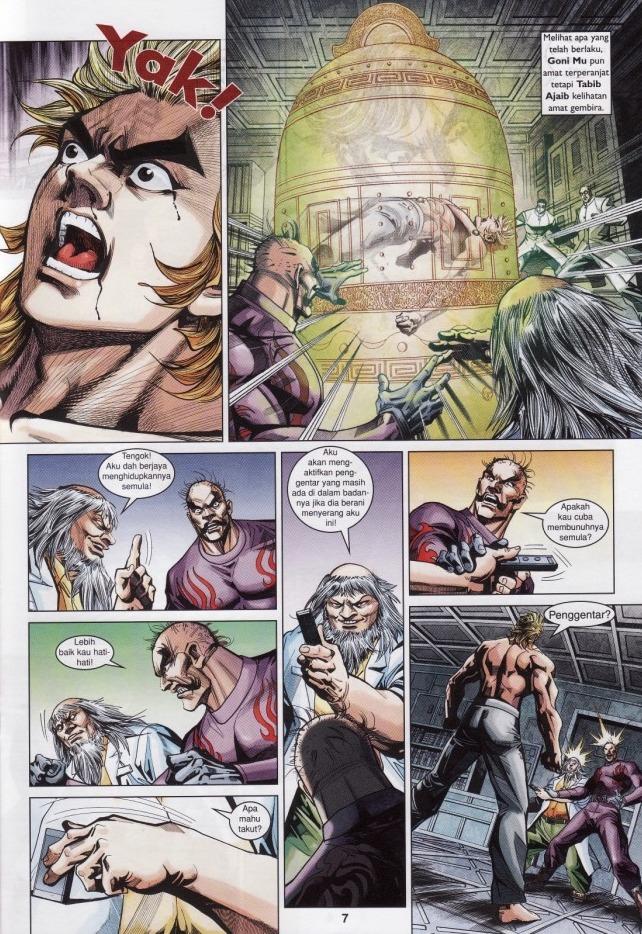 Yak!
Melihat apa yang
telah berlaku,
Goni Mu pun
amat terperanjat
tetapi Tabib
Ajaib kelihatan
amat gembira.
Tengok!
Aku dah berjaya
menghidupkannya
semula!
Lebih
baik kau hati-
hati!
Apa
mahu
takut?
Aku
akan meng-
aktifkan peng-
gentar yang masih
ada di dalam badan-
nya jika dia berani
menyerang aku
ini!
Apakah
kau cuba
membunuhnya
semula?
Penggentar?
7